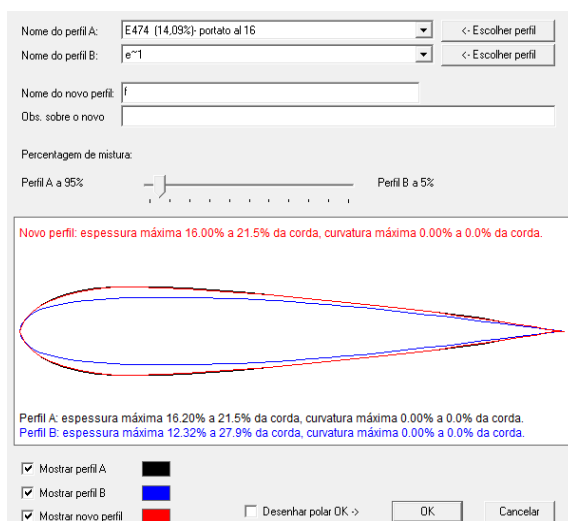 Nome do perfil A: E474 (14,09%)- portato al 16 <- Escolher perfil
Nome do perfil B: e~1 <- Escolher perfil
Nome do novo perfil: f
Obs. sobre o novo
Percentagem de mistura:
Perfil A a 95% Perfil B a 5%
Novo perfil: espessura máxima 16.00% a 21.5% da corda, curvatura máxima 0.00% a 0.0% da corda.
Perfil A: espessura máxima 16.20% a 21.5% da corda, curvatura máxima 0.00% a 0.0% da corda.
Perfil B: espessura máxima 12.32% a 27.9% da corda, curvatura máxima 0.00% a 0.0% da corda.
Mostrar perfil A
Mostrar perfil B
Mostrar novo perfil Desenhar polar OK -> OK Cancelar